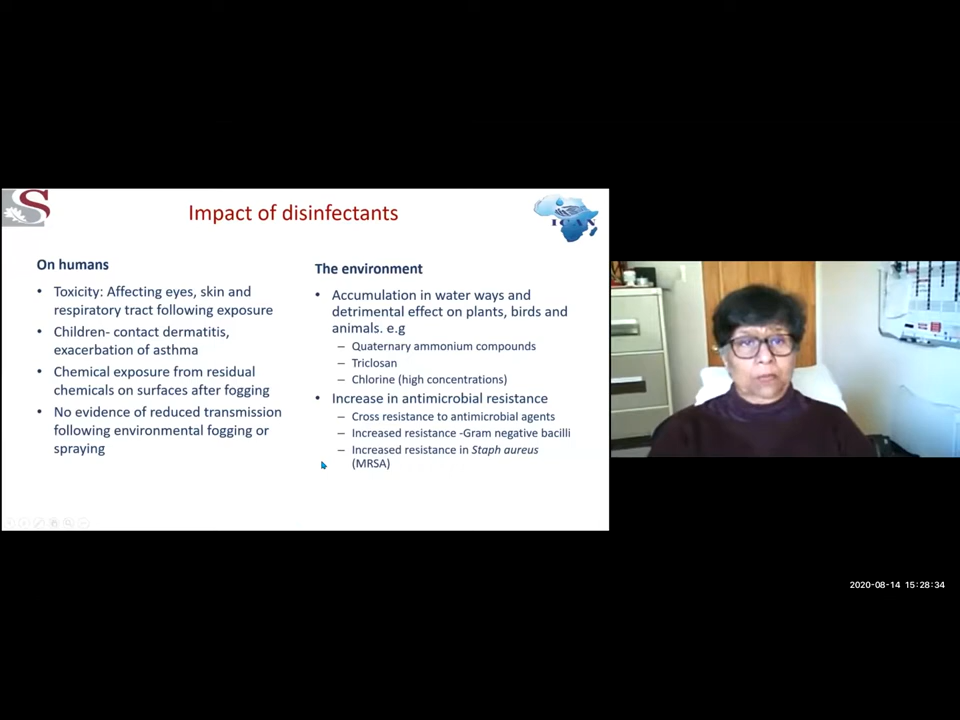 S
Impact of disinfectants
ICAN
On humans
• Toxicity: Affecting eyes, skin and
respiratory tract following exposure
• Children- contact dermatitis,
exacerbation of asthma
• Chemical exposure from residual
chemicals on surfaces after fogging
• No evidence of reduced transmission
following environmental fogging or
spraying
The environment
• Accumulation in water ways and
detrimental effect on plants, birds and
animals. e.g
– Quaternary ammonium compounds
– Triclosan
– Chlorine (high concentrations)
• Increase in antimicrobial resistance
– Cross resistance to antimicrobial agents
– Increased resistance -Gram negative bacilli
– Increased resistance in Staph aureus
(MRSA)
2020-08-14 15:28:34